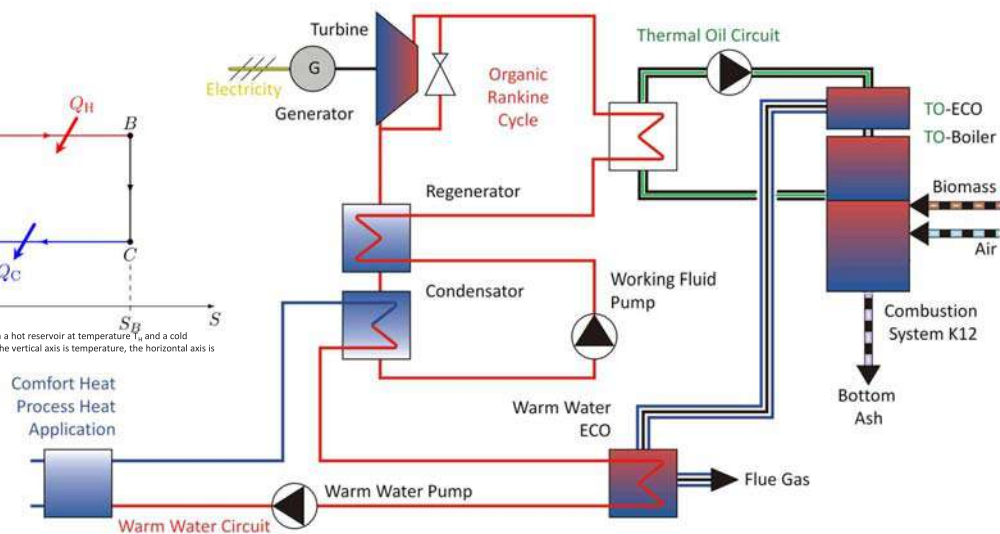 Turbine
G
Electricity
Generator
Organic
Rankine
Cycle
Thermal Oil Circuit
TO-ECO
TO-Boiler
Biomass
Air
Q_H
B
Q_C
C
S_B
S
a hot reservoir at temperature T_H and a cold
he vertical axis is temperature, the horizontal axis is
Regenerator
Condensator
Working Fluid
Pump
Combustion
System K12
Bottom
Ash
Comfort Heat
Process Heat
Application
Warm Water
ECO
Flue Gas
Warm Water Pump
Warm Water Circuit